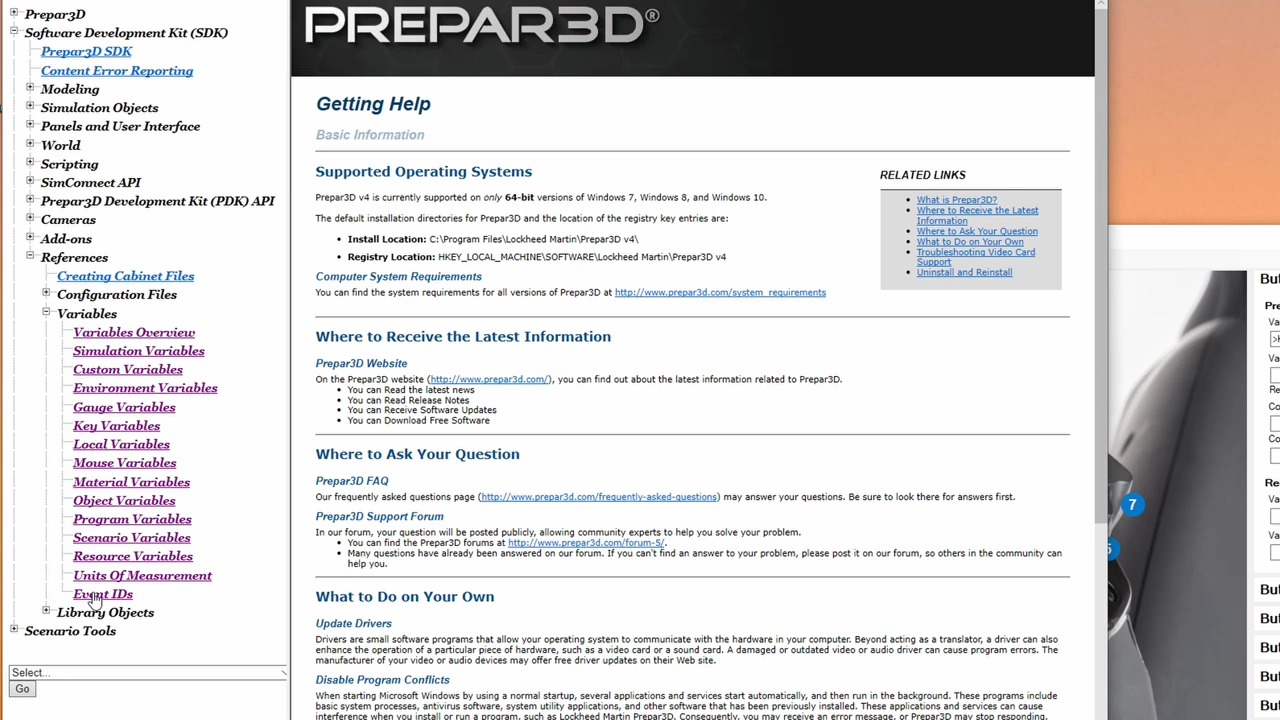 Prepar3D
Software Development Kit (SDK)
Prepar3D SDK
Content Error Reporting
Modeling
Simulation Objects
Panels and User Interface
World
Scripting
SimConnect API
Prepar3D Development Kit (PDK) API
Cameras
Add-ons
References
Creating Cabinet Files
Configuration Files
Variables
Variables Overview
Simulation Variables
Custom Variables
Environment Variables
Gauge Variables
Key Variables
Local Variables
Mouse Variables
Material Variables
Object Variables
Program Variables
Scenario Variables
Resource Variables
Units Of Measurement
Event IDs
Library Objects
Scenario Tools
Select...
Go
PREPAR3D®
Getting Help
Basic Information
Supported Operating Systems
Prepar3D v4 is currently supported on only 64-bit versions of Windows 7, Windows 8, and Windows 10.
The default installation directories for Prepar3D and the location of the registry key entries are:
• Install Location: C:\Program Files\Lockheed Martin\Prepar3D v4\
• Registry Location: HKEY_LOCAL_MACHINE\SOFTWARE\Lockheed Martin\Prepar3D v4
Computer System Requirements
You can find the system requirements for all versions of Prepar3D at http://www.prepar3d.com/system_requirements
RELATED LINKS
• What is Prepar3D?
• Where to Receive the Latest
Information
• Where to Ask Your Question
• What to Do on Your Own
• Troubleshooting Video Card
Support
• Uninstall and Reinstall
Where to Receive the Latest Information
Prepar3D Website
On the Prepar3D website (http://www.prepar3d.com/), you can find out about the latest information related to Prepar3D.
• You can Read the latest news
• You can Read Release Notes
• You can Receive Software Updates
• You can Download Free Software
Where to Ask Your Question
Prepar3D FAQ
Our frequently asked questions page (http://www.prepar3d.com/frequently-asked-questions) may answer your questions. Be sure to look there for answers first.
Prepar3D Support Forum
In our forum, your question will be posted publicly, allowing community experts to help you solve your problem.
• You can find the Prepar3D forums at http://www.prepar3d.com/forum-5/.
• Many questions have already been answered on our forum. If you can't find an answer to your problem, please post it on our forum, so others in the community can
help you.
What to Do on Your Own
Update Drivers
Drivers are small software programs that allow your operating system to communicate with the hardware in your computer. Beyond acting as a translator, a driver can also
enhance the operation of a particular piece of hardware, such as a video card or a sound card. A damaged or outdated video or audio driver can cause program errors. The
manufacturer of your video or audio devices may offer free driver updates on their Web site.
Disable Program Conflicts
When starting Microsoft Windows by using a normal startup, several applications and services start automatically, and then run in the background. These programs include
basic system processes, antivirus software, system utility applications, and other software that has been previously installed. These applications and services can cause
interference when you install or run a program, such as Lockheed Martin Prepar3D. Consequently, you may receive an error message, or Prepar3D may stop responding.
7
5
But
Pre
Va
Va
Re
Co
Co
Re
Va
Va
But
But
But
But
But